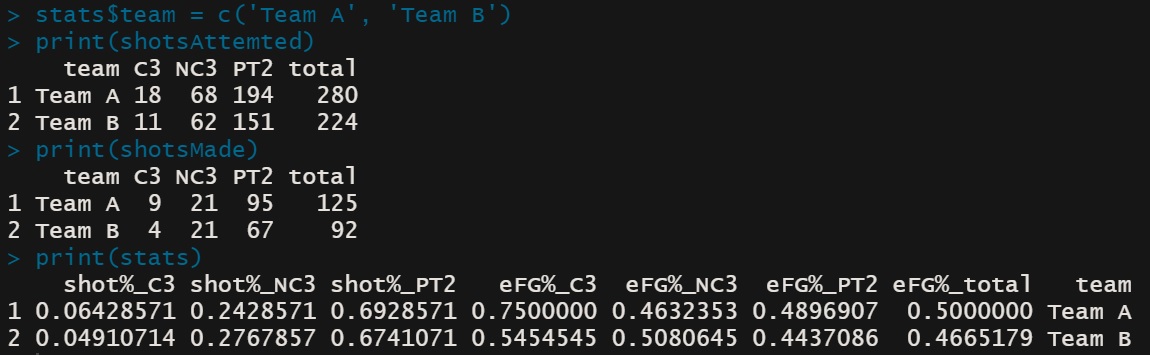 > stats$team = c('Team A', 'Team B')
> print(shotsAttemted)
team C3 NC3 PT2 total
1 Team A 18 68 194 280
2 Team B 11 62 151 224
> print(shotsMade)
team C3 NC3 PT2 total
1 Team A 9 21 95 125
2 Team B 4 21 67 92
> print(stats)
shot%_C3 shot%_NC3 shot%_PT2 eFG%_C3 eFG%_NC3 eFG%_PT2 eFG%_total team
1 0.06428571 0.2428571 0.6928571 0.7500000 0.4632353 0.4896907 0.5000000 Team A
2 0.04910714 0.2767857 0.6741071 0.5454545 0.5080645 0.4437086 0.4665179 Team B